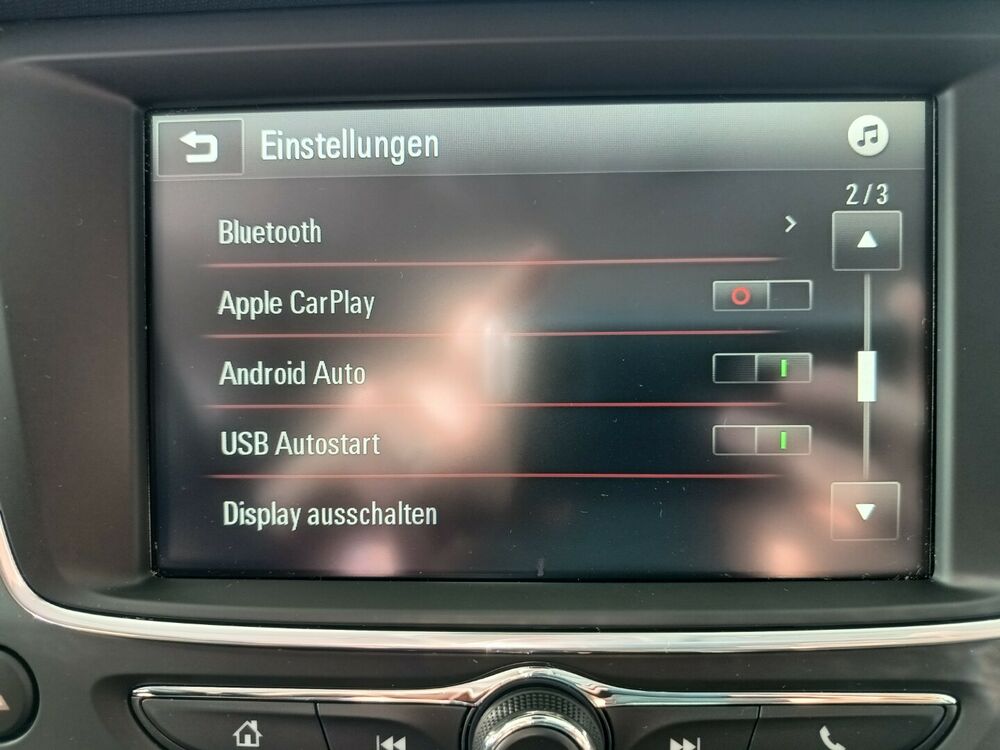 Einstellungen
2/3
Bluetooth
Apple CarPlay
Android Auto
USB Autostart
Display ausschalten